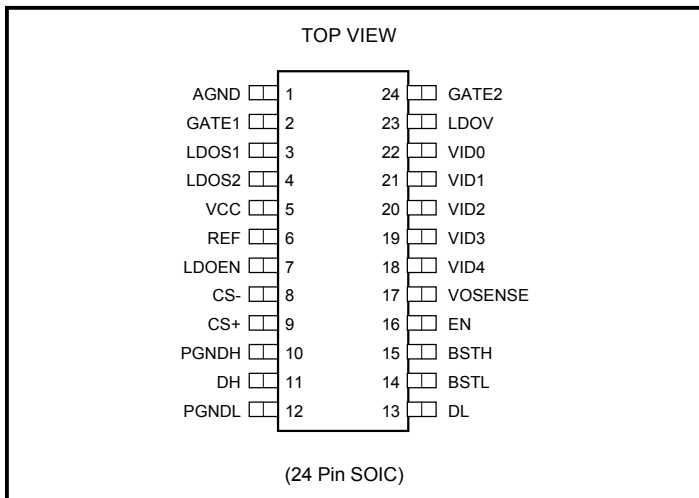 TOP VIEW
AGND 1 24 GATE2
GATE1 2 23 LDOV
LDOS1 3 22 VID0
LDOS2 4 21 VID1
VCC 5 20 VID2
REF 6 19 VID3
LDOEN 7 18 VID4
CS- 8 17 VOSENSE
CS+ 9 16 EN
PGNDH 10 15 BSTH
DH 11 14 BSTL
PGNDL 12 13 DL
(24 Pin SOIC)